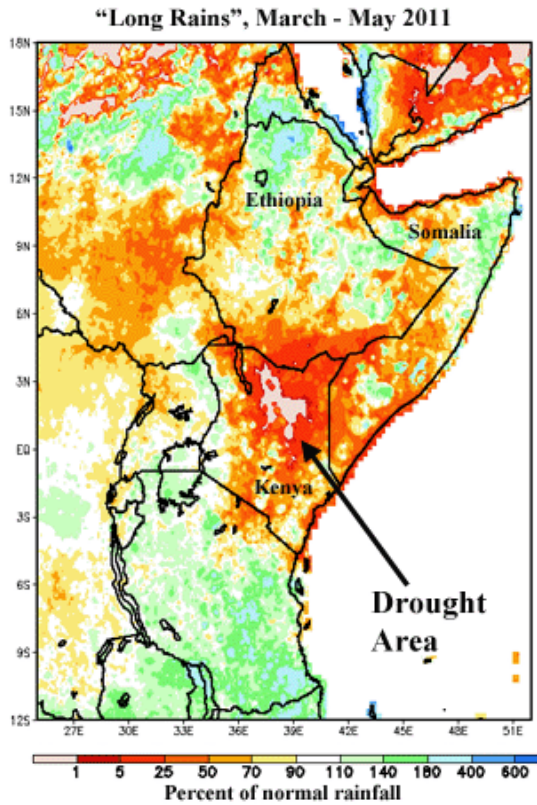 “Long Rains”, March - May 2011
18N
15N
12N
Ethiopia
Somalia
9N
6N
3N
EQ
Kenya
3S
6S
Drought
Area
9S
12S
27E 30E 33E 36E 39E 42E 45E 48E 51E
1 5 25 50 70 90 110 140 180 400 600
Percent of normal rainfall